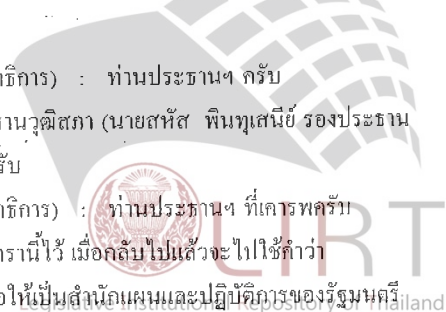 าธิการ) : ท่านประธานฯ ครับ
านวุฒิสภา (นายสหัส พินทุเสนีย์ รองประธาน
รับ
าธิการ) : ท่านประธานฯ ที่เคารพครับ
ตรานี้ไว้ เมื่อกลับไปแล้วจะไปใช้คำว่า
อให้เป็นสำนักแผนและปฏิบัติการของรัฐมนตรี
LIRT
Legislative Institutional Repository of Thailand